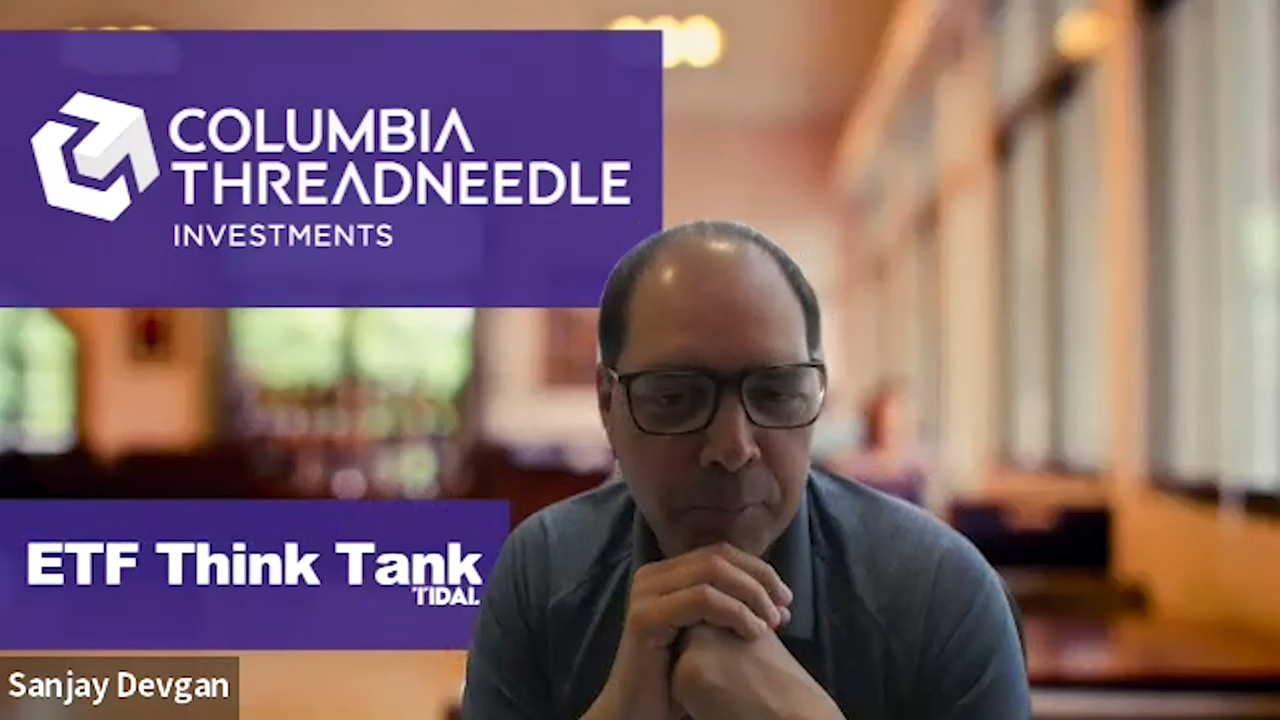 COLUMBIA
THREADNEEDLE
INVESTMENTS
ETF Think Tank
TIDAL
Sanjay Devgan